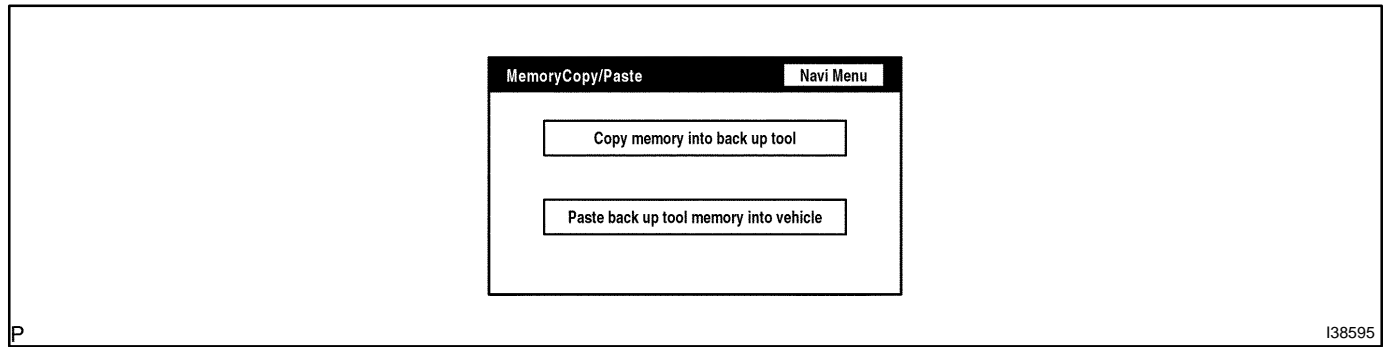 MemoryCopy/Paste
Navi Menu
Copy memory into back up tool
Paste back up tool memory into vehicle
P
I38595